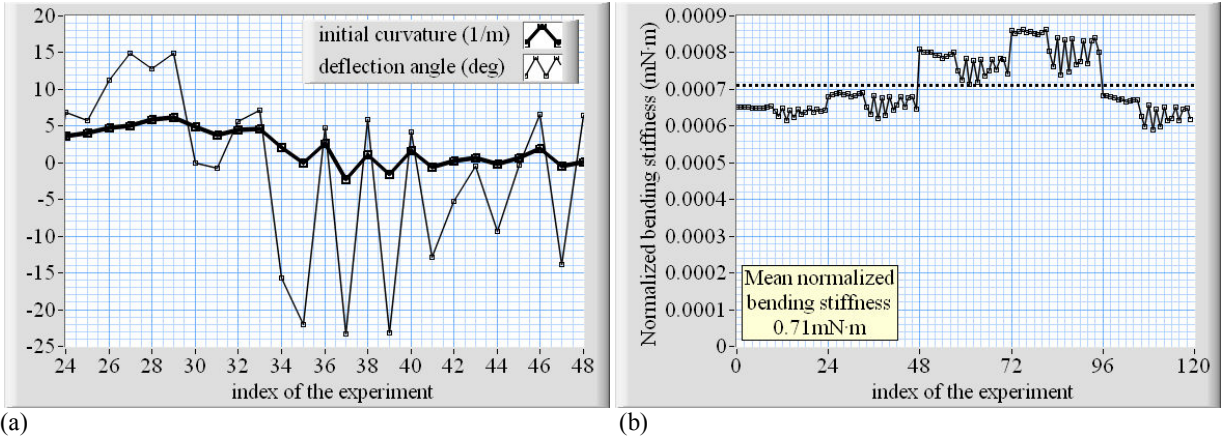 initial curvature (1/m)
deflection angle (deg)
20
15
10
5
0
-5
-10
-15
-20
-25
24 26 28 30 32 34 36 38 40 42 44 46 48
index of the experiment
(a)
Normalized bending stiffness (mN·m)
0.0009
0.0008
0.0007
0.0006
0.0005
0.0004
0.0003
0.0002
0.0001
0
Mean normalized
bending stiffness
0.71mN·m
0 24 48 72 96 120
index of the experiment
(b)